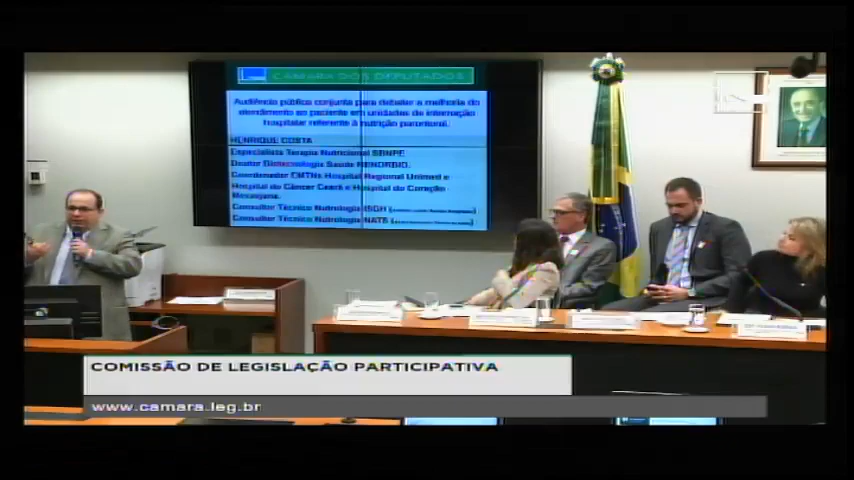 CAMARA DOS DEPUTADOS
Audiência pública conjunta para debater a melhoria do
atendimento ao paciente em unidades de internação
hospitalar referente à nutrição parenteral.
HENRIQUE COSTA
Especialista Terapia Nutricional SBNPE
Doutor Biotecnologia Saúde RENORBIO.
Coordenador EMTNs Hospital Regional Unimed e
Hospital do Câncer Ceará e Hospital do Coração -
Messejana.
Consultor Técnico Nutrologia ISGH
Consultor Técnico Nutrologia NATS
COMISSÃO DE LEGISLAÇÃO PARTICIPATIVA
www.camara.leg.br